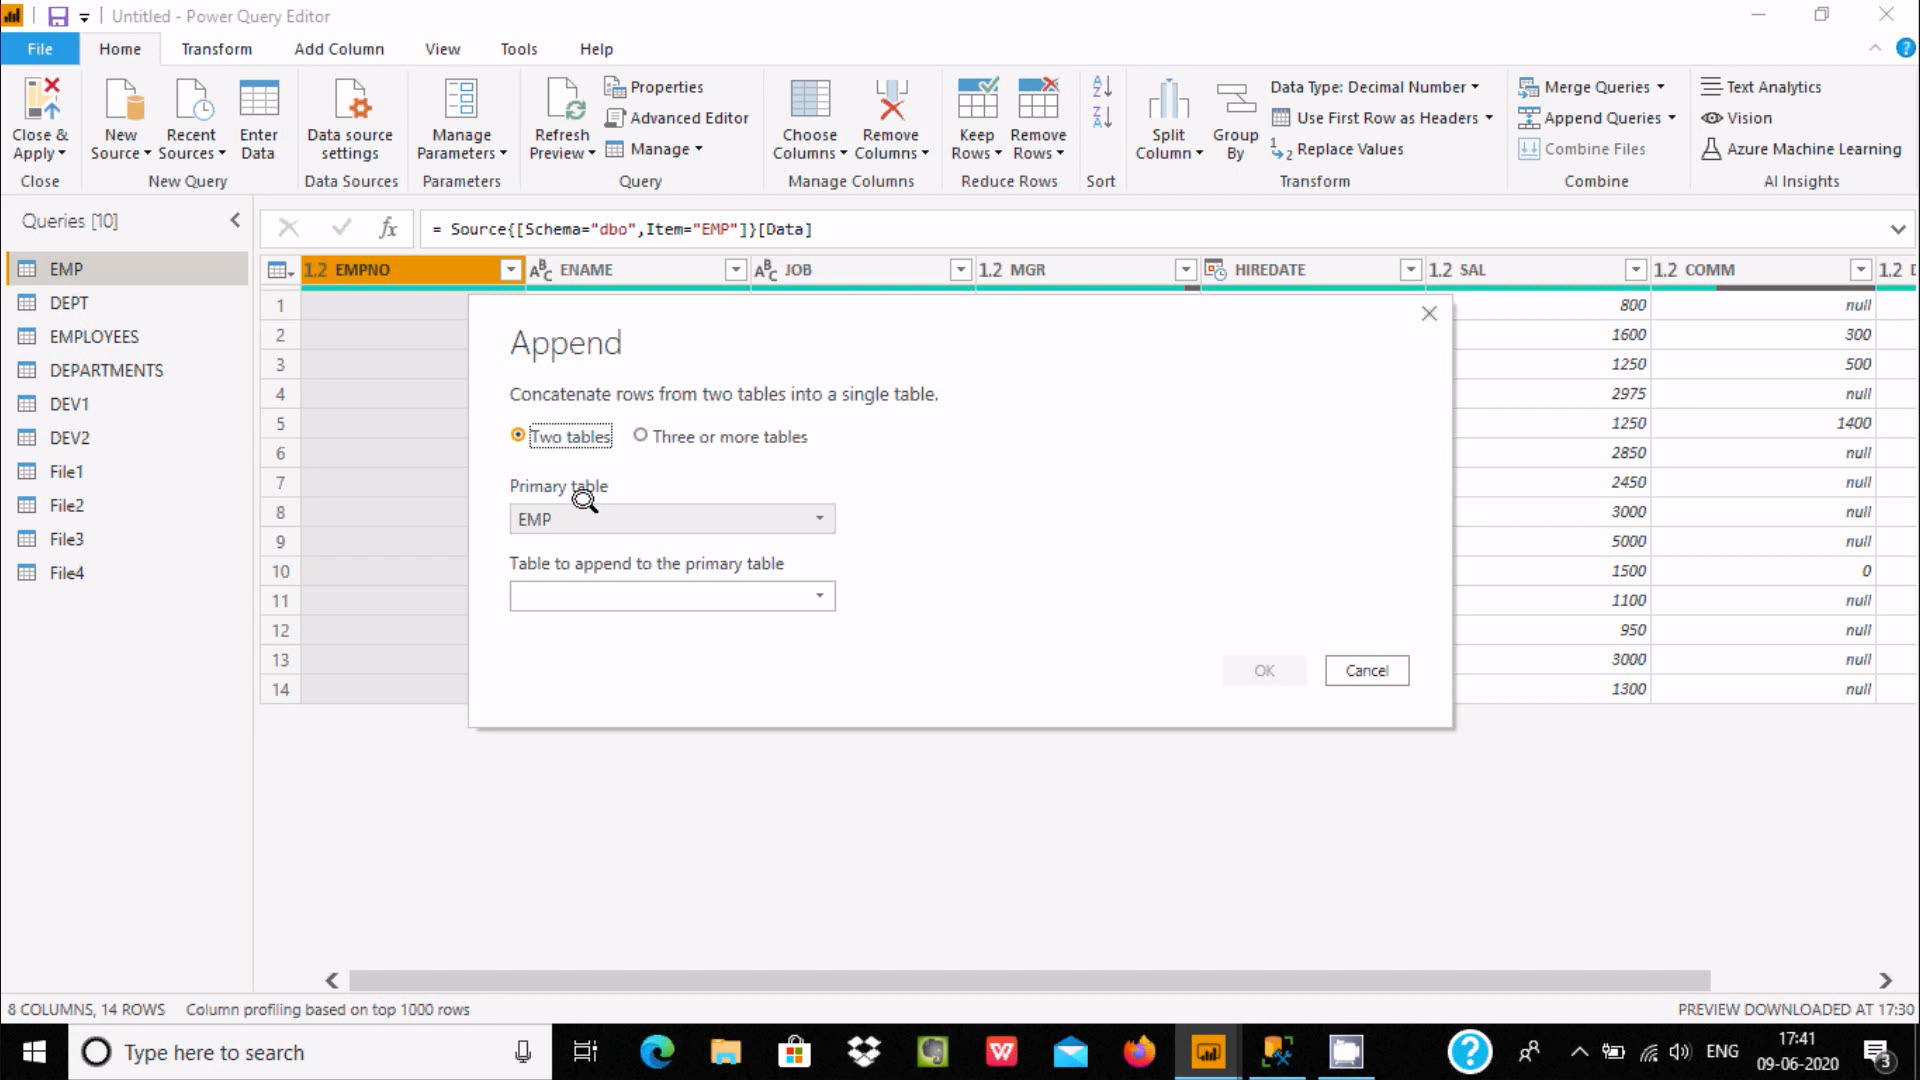 Untitled - Power Query Editor
File Home Transform Add Column View Tools Help
Close & Apply
New Source
Recent Sources
Enter Data
Data source settings
Manage Parameters
Refresh Preview
Properties
Advanced Editor
Manage
Choose Columns
Remove Columns
Keep Rows
Remove Rows
Split Column
Group By
Data Type: Decimal Number
Use First Row as Headers
Replace Values
Merge Queries
Append Queries
Combine Files
Text Analytics
Vision
Azure Machine Learning
Close New Query Data Sources Parameters Query Manage Columns Reduce Rows Sort Transform Combine AI Insights
Queries [10]
fx = Source{[Schema="dbo",Item="EMP"]}[Data]
EMP
DEPT
EMPLOYEES
DEPARTMENTS
DEV1
DEV2
File1
File2
File3
File4
1.2 EMPNO ABC ENAME ABC JOB 1.2 MGR HIREDATE 1.2 SAL 1.2 COMM 1.2
1 800 null
2 1600 300
3 1250 500
4 2975 null
5 1250 1400
6 2850 null
7 2450 null
8 3000 null
9 5000 null
10 1500 0
11 1100 null
12 950 null
13 3000 null
14 1300 null
Append
Concatenate rows from two tables into a single table.
Two tables Three or more tables
Primary table
EMP
Table to append to the primary table
OK Cancel
8 COLUMNS, 14 ROWS Column profiling based on top 1000 rows PREVIEW DOWNLOADED AT 17:30
Type here to search
ENG
17:41
09-06-2020
3